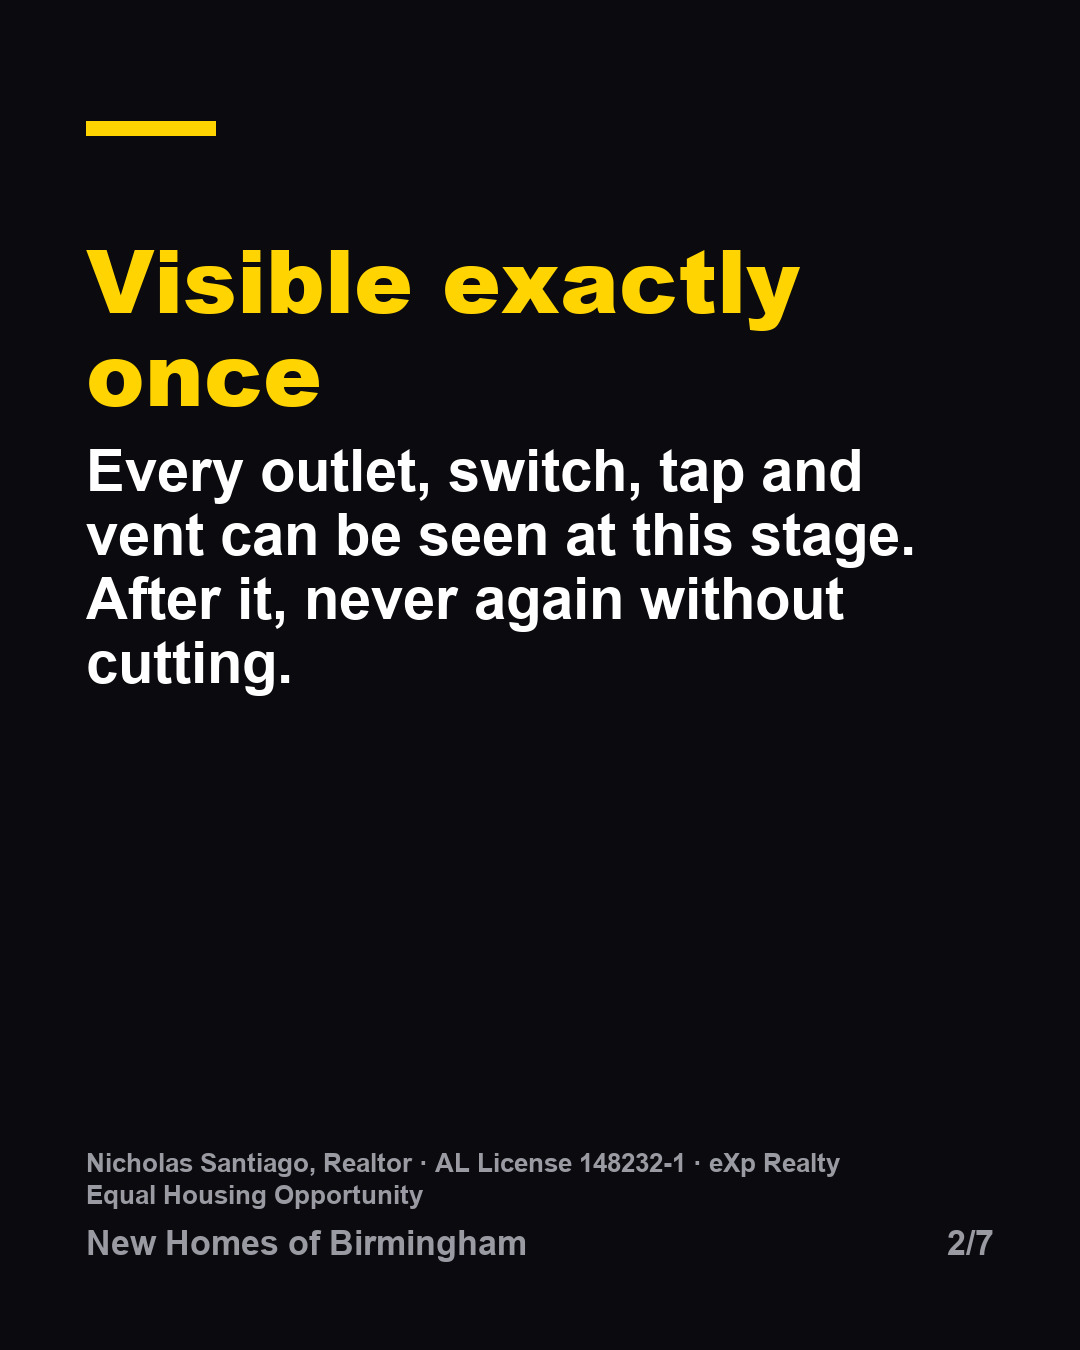 Visible exactly
once
Every outlet, switch, tap and
vent can be seen at this stage.
After it, never again without
cutting.
Nicholas Santiago, Realtor · AL License 148232-1 · eXp Realty
Equal Housing Opportunity
New Homes of Birmingham 2/7